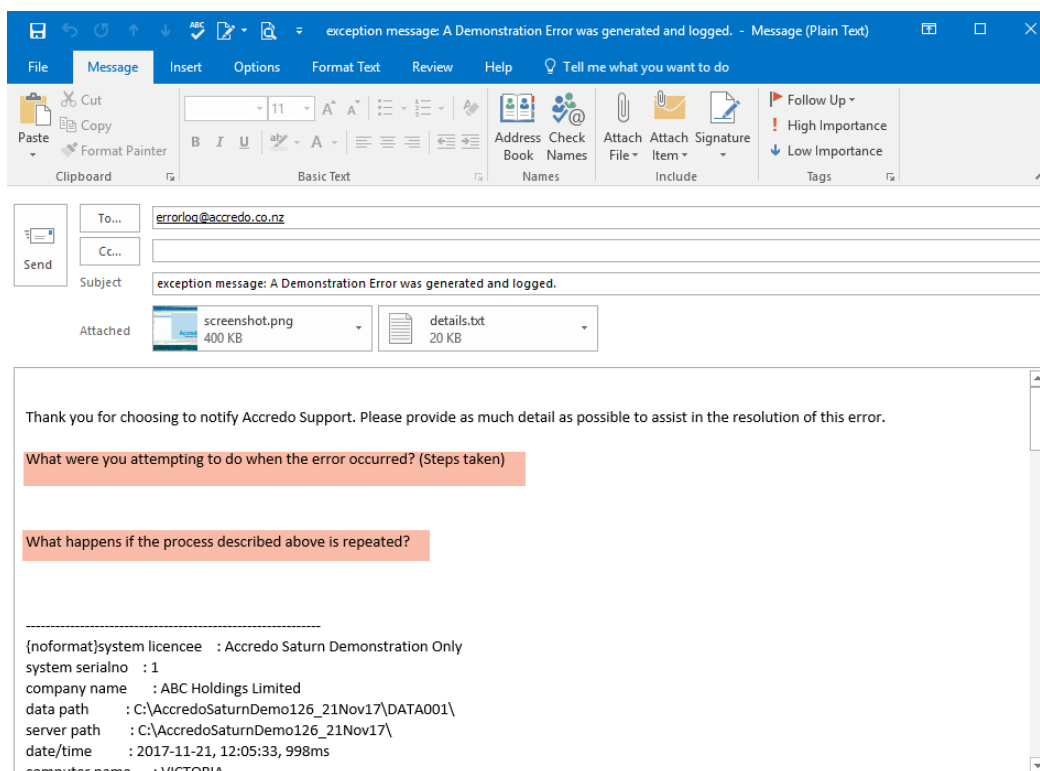 exception message: A Demonstration Error was generated and logged. - Message (Plain Text)
File Message Insert Options Format Text Review Help Tell me what you want to do
Paste
Cut
Copy
Format Painter
Clipboard
11
B I U
Basic Text
Address Book
Check Names
Names
Attach File
Attach Item
Signature
Include
Follow Up
High Importance
Low Importance
Tags
Send
To... errorlog@accredo.co.nz
Cc...
Subject exception message: A Demonstration Error was generated and logged.
Attached
screenshot.png
400 KB
details.txt
20 KB
Thank you for choosing to notify Accredo Support. Please provide as much detail as possible to assist in the resolution of this error.
What were you attempting to do when the error occurred? (Steps taken)
What happens if the process described above is repeated?
------------------------------------------------------------
{noformat}system licencee : Accredo Saturn Demonstration Only
system serialno : 1
company name : ABC Holdings Limited
data path : C:\AccredoSaturnDemo126_21Nov17\DATA001\
server path : C:\AccredoSaturnDemo126_21Nov17\
date/time : 2017-11-21, 12:05:33, 998ms
computer name : VICTORIA